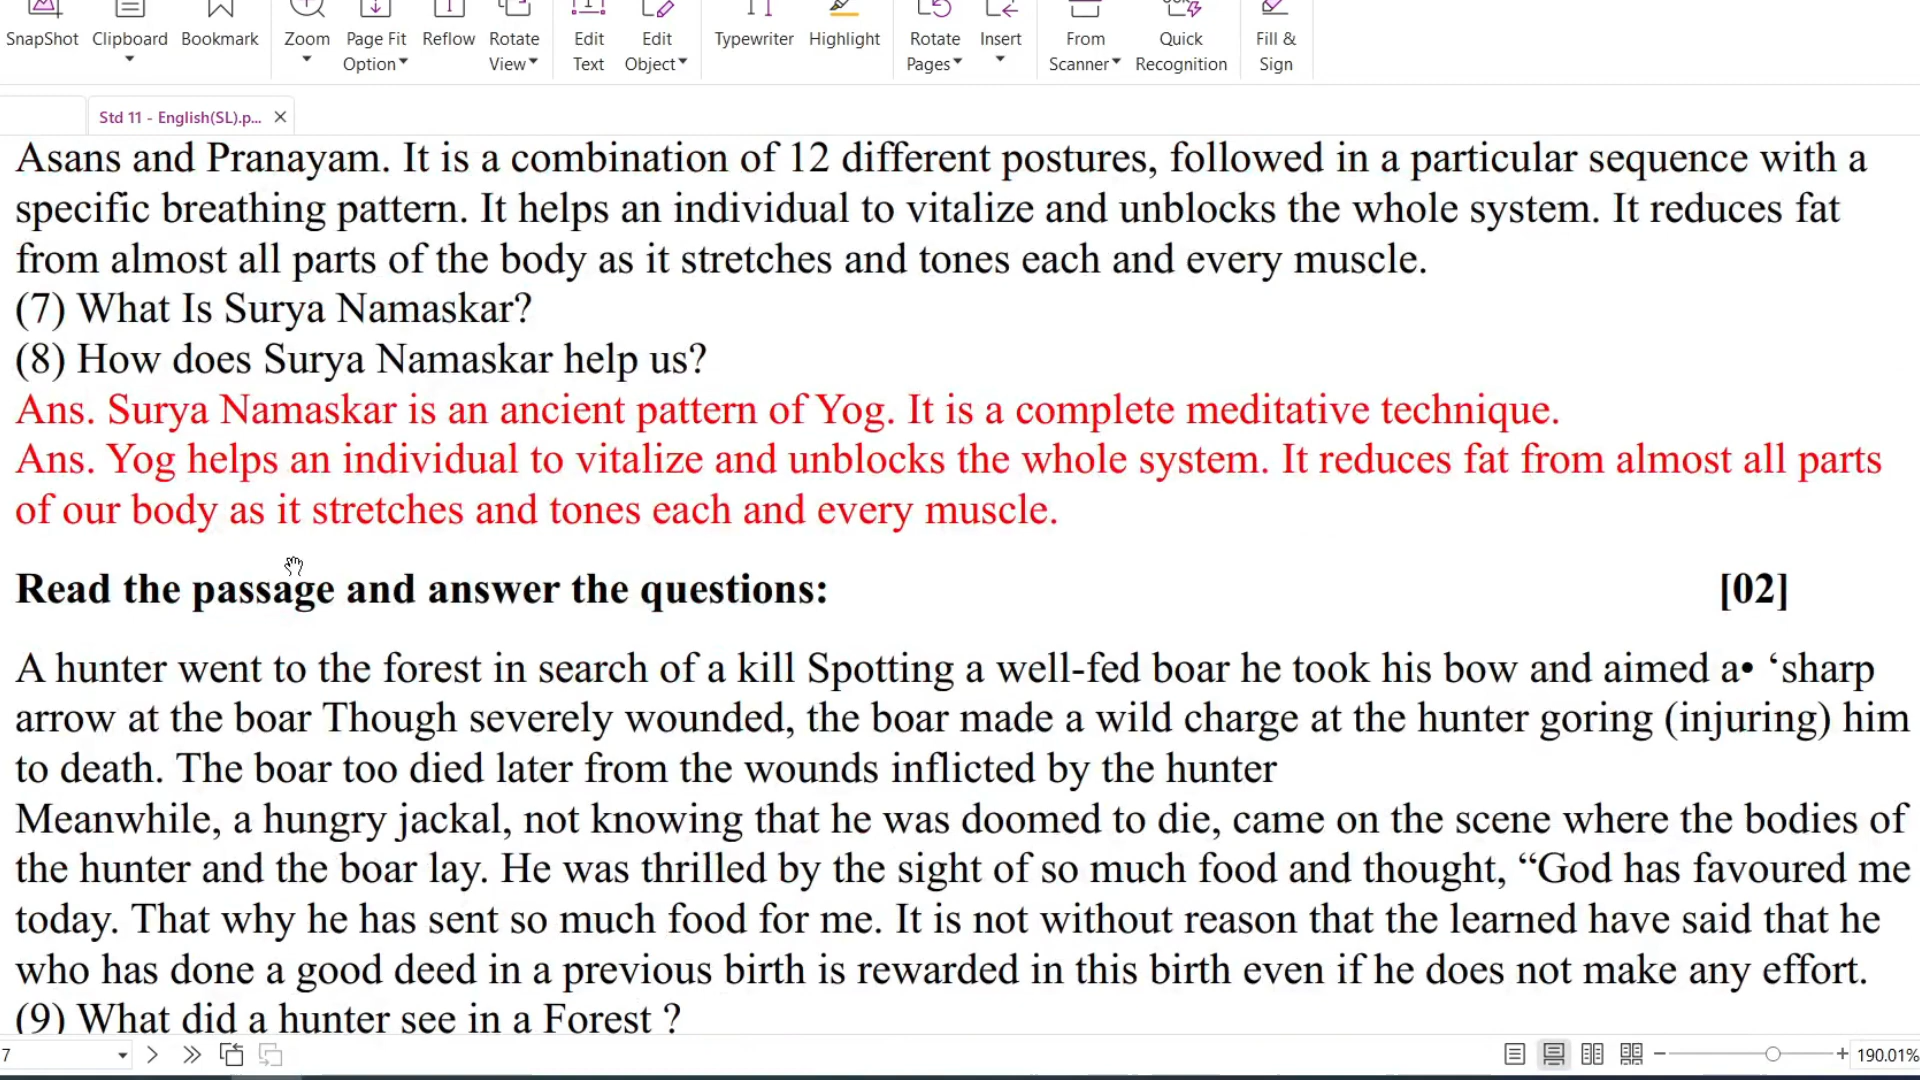 SnapShot Clipboard Bookmark Zoom Page Fit Option Reflow Rotate View Edit Text Edit Object Typewriter Highlight Rotate Pages Insert From Scanner Quick Recognition Fill & Sign
Std 11 - English(SL).p...
Asans and Pranayam. It is a combination of 12 different postures, followed in a particular sequence with a
specific breathing pattern. It helps an individual to vitalize and unblocks the whole system. It reduces fat
from almost all parts of the body as it stretches and tones each and every muscle.
(7) What Is Surya Namaskar?
(8) How does Surya Namaskar help us?
Ans. Surya Namaskar is an ancient pattern of Yog. It is a complete meditative technique.
Ans. Yog helps an individual to vitalize and unblocks the whole system. It reduces fat from almost all parts
of our body as it stretches and tones each and every muscle.
Read the passage and answer the questions: [02]
A hunter went to the forest in search of a kill Spotting a well-fed boar he took his bow and aimed a• ‘sharp
arrow at the boar Though severely wounded, the boar made a wild charge at the hunter goring (injuring) him
to death. The boar too died later from the wounds inflicted by the hunter
Meanwhile, a hungry jackal, not knowing that he was doomed to die, came on the scene where the bodies of
the hunter and the boar lay. He was thrilled by the sight of so much food and thought, “God has favoured me
today. That why he has sent so much food for me. It is not without reason that the learned have said that he
who has done a good deed in a previous birth is rewarded in this birth even if he does not make any effort.
(9) What did a hunter see in a Forest ?
7 190.01%